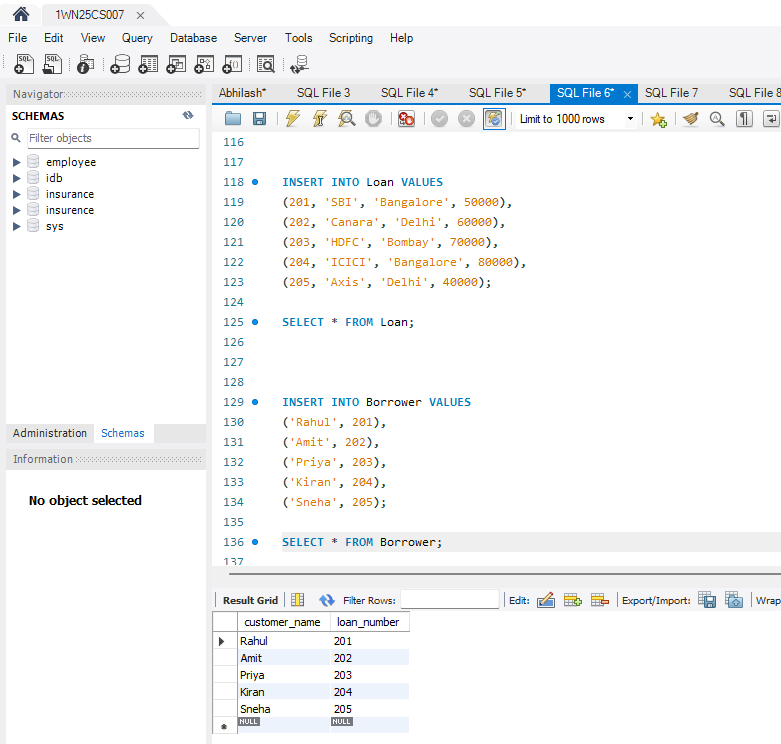 1WN25CS007
File Edit View Query Database Server Tools Scripting Help
Navigator
SCHEMAS
Filter objects
employee
idb
insurance
insurence
sys
Administration Schemas
Information
No object selected
Abhilash* SQL File 3 SQL File 4* SQL File 5* SQL File 6* SQL File 7 SQL File 8
Limit to 1000 rows
116
117
118 INSERT INTO Loan VALUES
119 (201, 'SBI', 'Bangalore', 50000),
120 (202, 'Canara', 'Delhi', 60000),
121 (203, 'HDFC', 'Bombay', 70000),
122 (204, 'ICICI', 'Bangalore', 80000),
123 (205, 'Axis', 'Delhi', 40000);
124
125 SELECT * FROM Loan;
126
127
128
129 INSERT INTO Borrower VALUES
130 ('Rahul', 201),
131 ('Amit', 202),
132 ('Priya', 203),
133 ('Kiran', 204),
134 ('Sneha', 205);
135
136 SELECT * FROM Borrower;
137
Result Grid Filter Rows: Edit: Export/Import: Wrap
customer_name loan_number
Rahul 201
Amit 202
Priya 203
Kiran 204
Sneha 205
NULL NULL